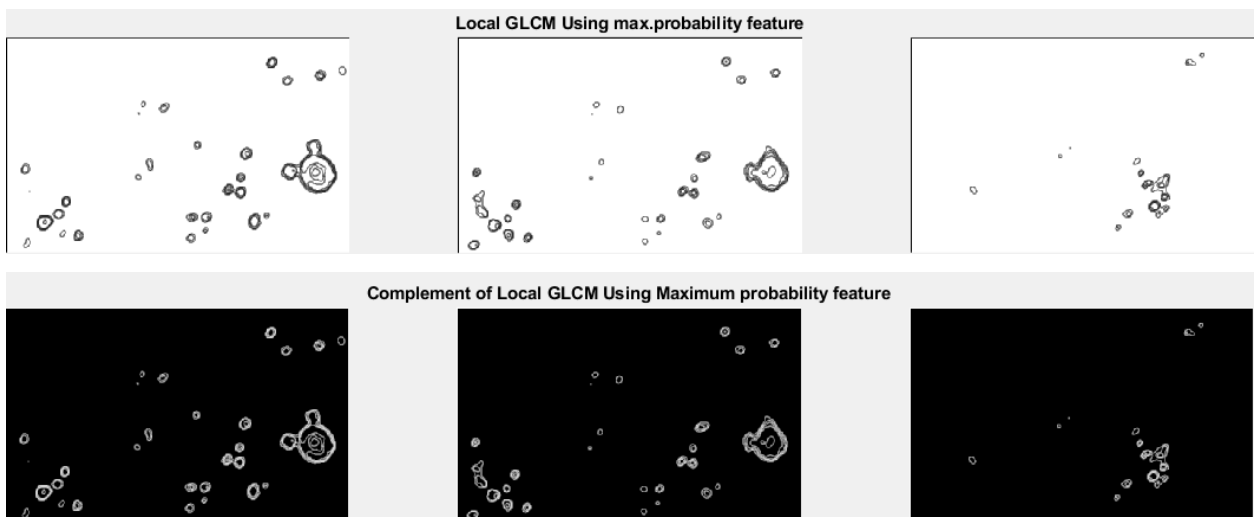 Local GLCM Using max.probability feature
Complement of Local GLCM Using Maximum probability feature